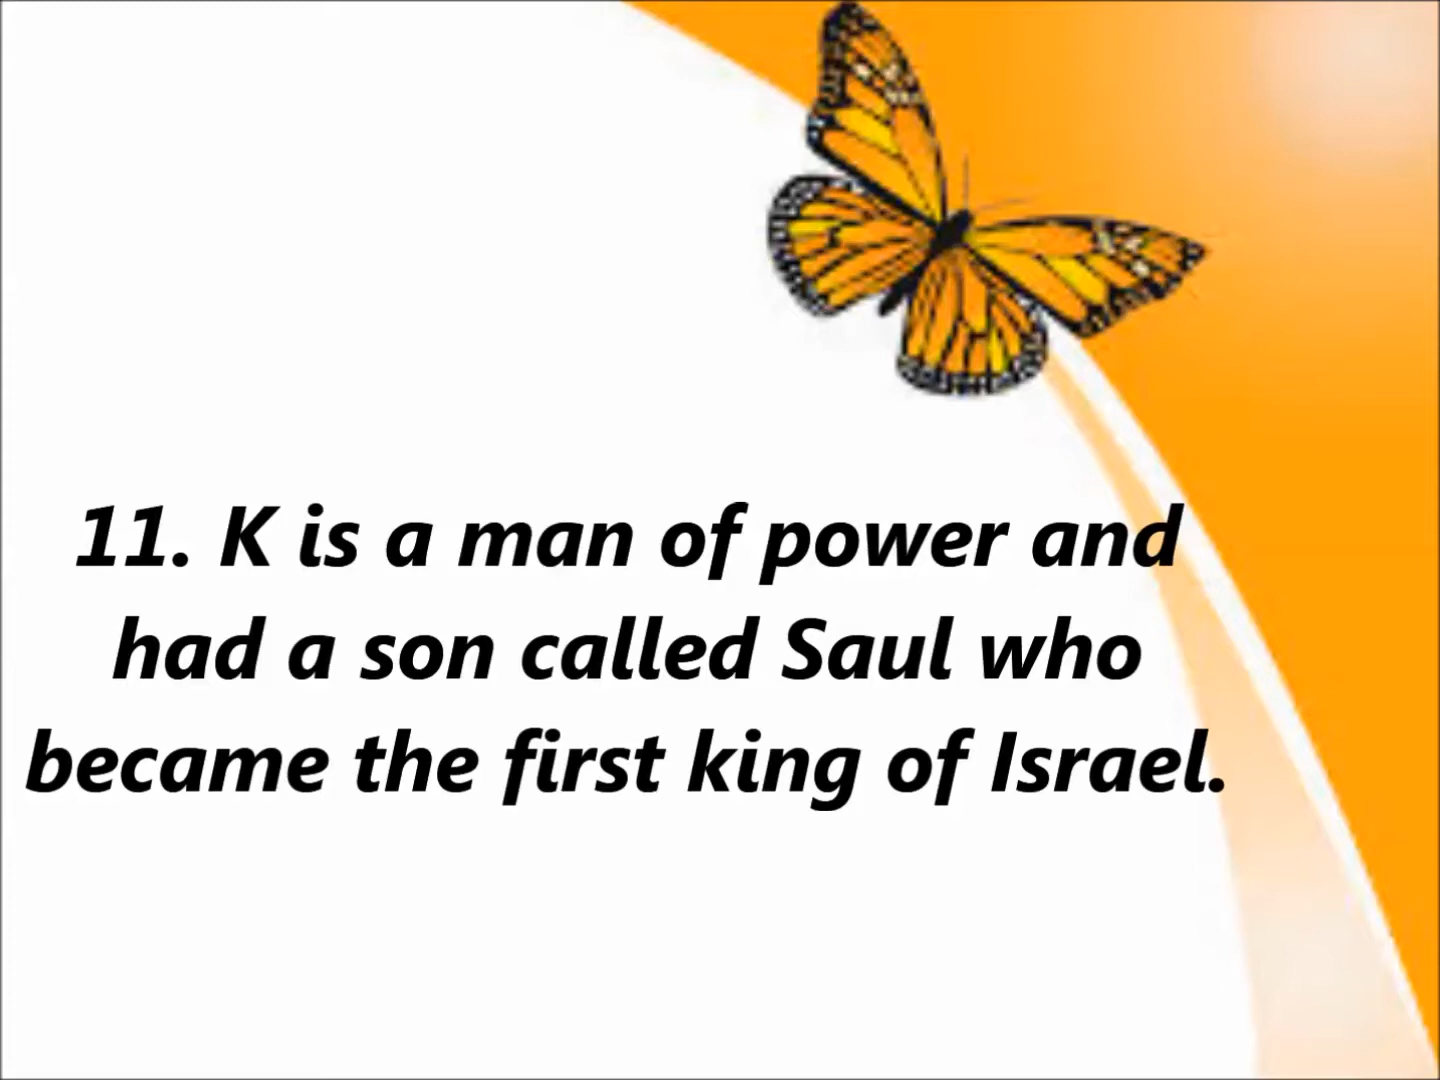 11. K is a man of power and
had a son called Saul who
became the first king of Israel.